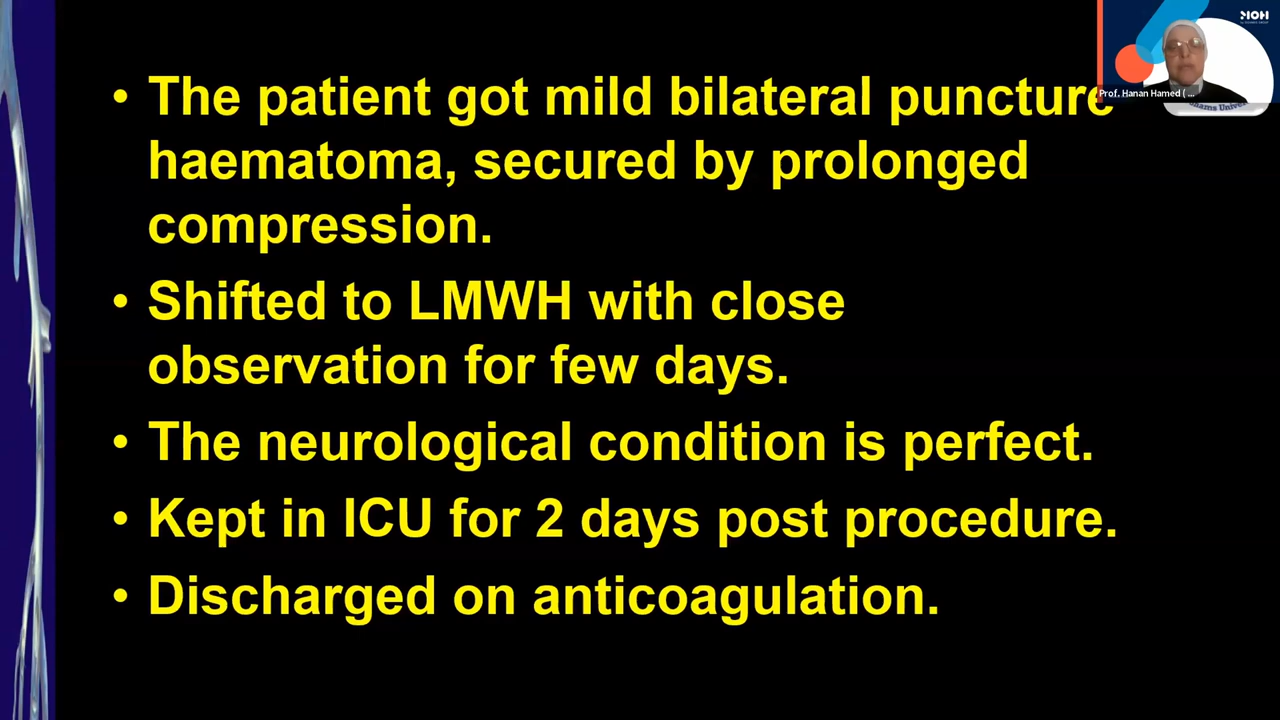 • The patient got mild bilateral puncture
haematoma, secured by prolonged
compression.
• Shifted to LMWH with close
observation for few days.
• The neurological condition is perfect.
• Kept in ICU for 2 days post procedure.
• Discharged on anticoagulation.
Prof. Hanan Hamed ( ...